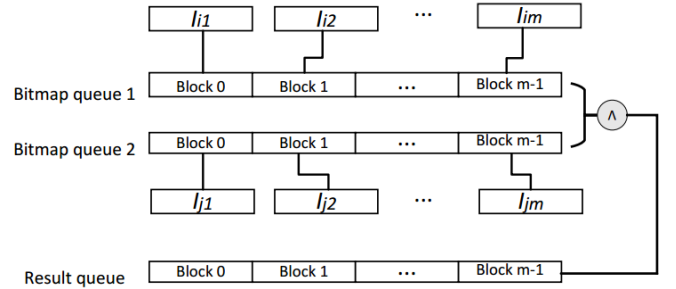 Ii1 Ii2 ... Iim
Bitmap queue 1 Block 0 Block 1 ... Block m-1
∧
Bitmap queue 2 Block 0 Block 1 ... Block m-1
Ij1 Ij2 ... Ijm
Result queue Block 0 Block 1 ... Block m-1